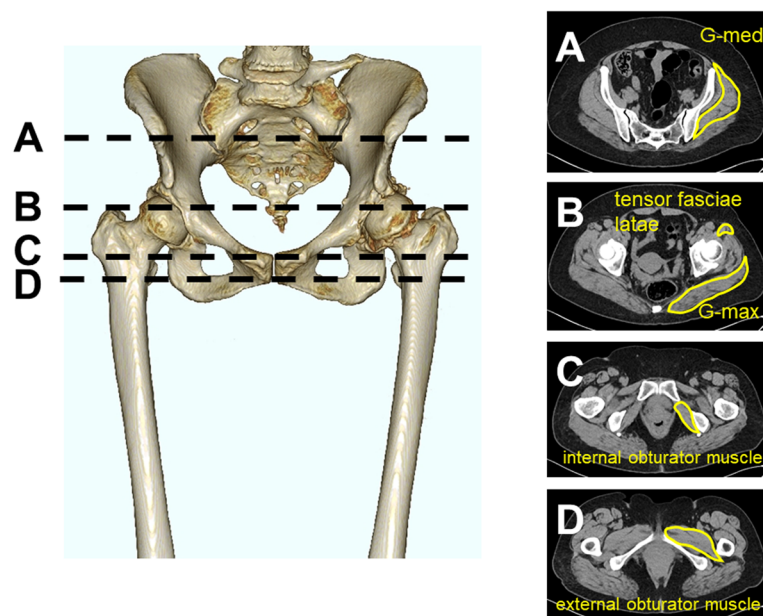 A
B
C
D
A
G-med
B
tensor fasciae
latae
G-max
C
internal obturator muscle
D
external obturator muscle